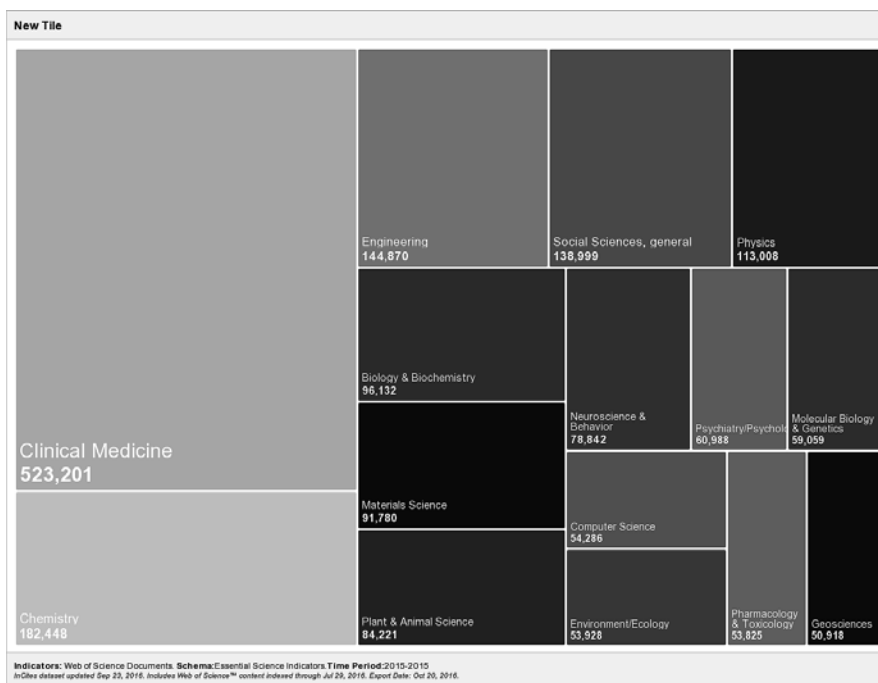 New Tile
Clinical Medicine
523,201
Chemistry
182,448
Engineering
144,870
Social Sciences, general
138,999
Physics
113,008
Biology & Biochemistry
96,132
Materials Science
91,780
Plant & Animal Science
84,221
Neuroscience &
Behavior
78,842
Psychiatry/Psycholo
60,988
Molecular Biology
& Genetics
59,059
Computer Science
54,286
Environment/Ecology
53,928
Pharmacology
& Toxicology
53,825
Geosciences
50,918
Indicators: Web of Science Documents. Schema:Essential Science Indicators.Time Period:2015-2015
InCites dataset updated Sep 23, 2016. Includes Web of Science™ content indexed through Jul 29, 2016. Export Date: Oct 20, 2016.